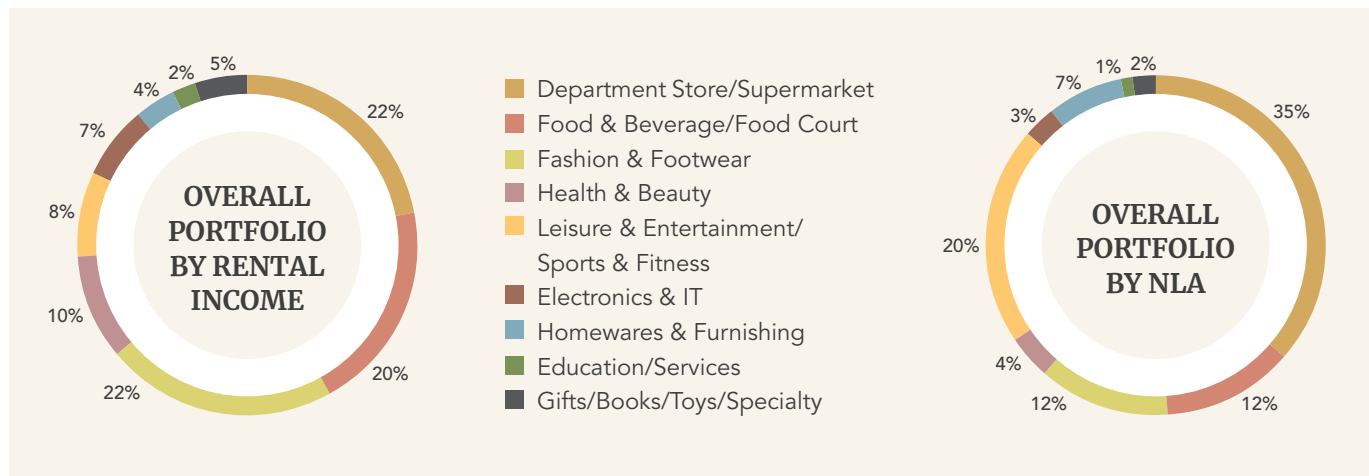 5%
2%
4%
7%
8%
10%
22%
20%
22%
OVERALL
PORTFOLIO
BY RENTAL
INCOME
Department Store/Supermarket
Food & Beverage/Food Court
Fashion & Footwear
Health & Beauty
Leisure & Entertainment/
Sports & Fitness
Electronics & IT
Homewares & Furnishing
Education/Services
Gifts/Books/Toys/Specialty
2%
1%
7%
3%
20%
4%
12%
12%
35%
OVERALL
PORTFOLIO
BY NLA